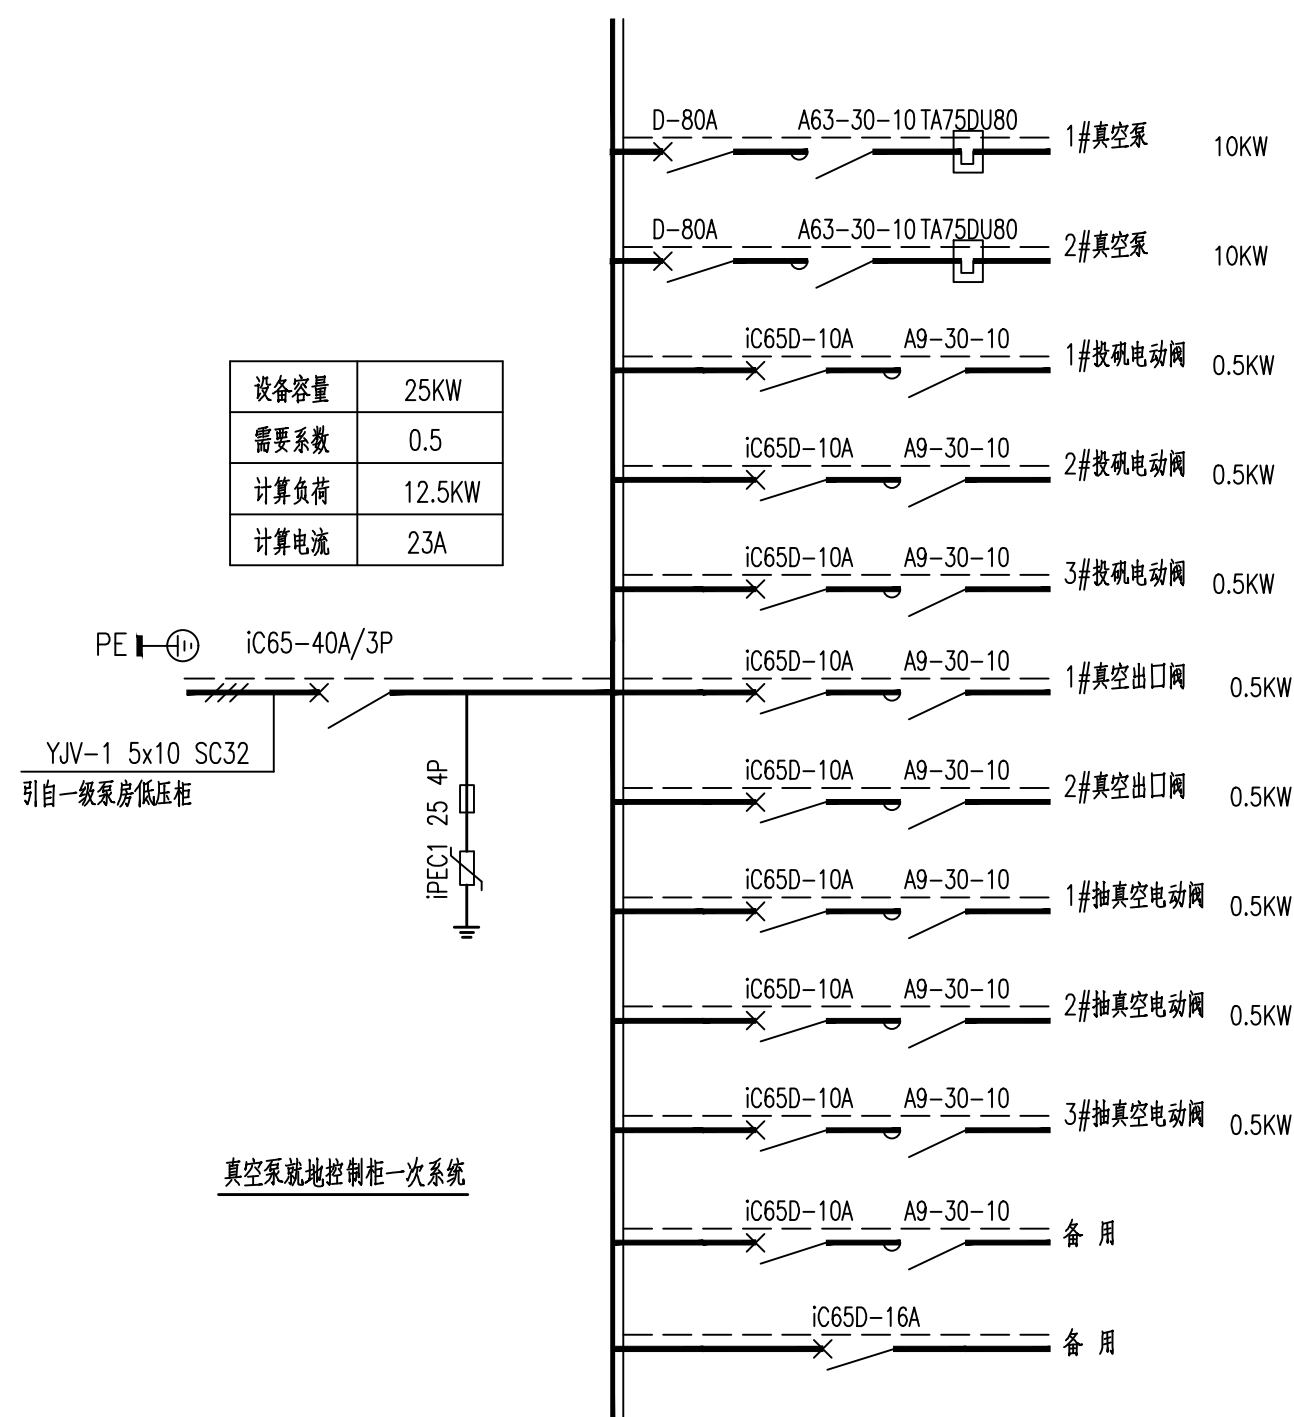 D-80A A63-30-10 TA75DU80 1#真空泵 10KW
D-80A A63-30-10 TA75DU80 2#真空泵 10KW
iC65D-10A A9-30-10 1#投矾电动阀 0.5KW
设备容量 25KW
需要系数 0.5
计算负荷 12.5KW
计算电流 23A
iC65D-10A A9-30-10 2#投矾电动阀 0.5KW
iC65D-10A A9-30-10 3#投矾电动阀 0.5KW
PE iC65-40A/3P
iC65D-10A A9-30-10 1#真空出口阀 0.5KW
YJV-1 5x10 SC32
引自一级泵房低压柜
iPEC1 25 4P
iC65D-10A A9-30-10 2#真空出口阀 0.5KW
iC65D-10A A9-30-10 1#抽真空电动阀 0.5KW
iC65D-10A A9-30-10 2#抽真空电动阀 0.5KW
iC65D-10A A9-30-10 3#抽真空电动阀 0.5KW
真空泵就地控制柜一次系统
iC65D-10A A9-30-10 备 用
iC65D-16A 备 用